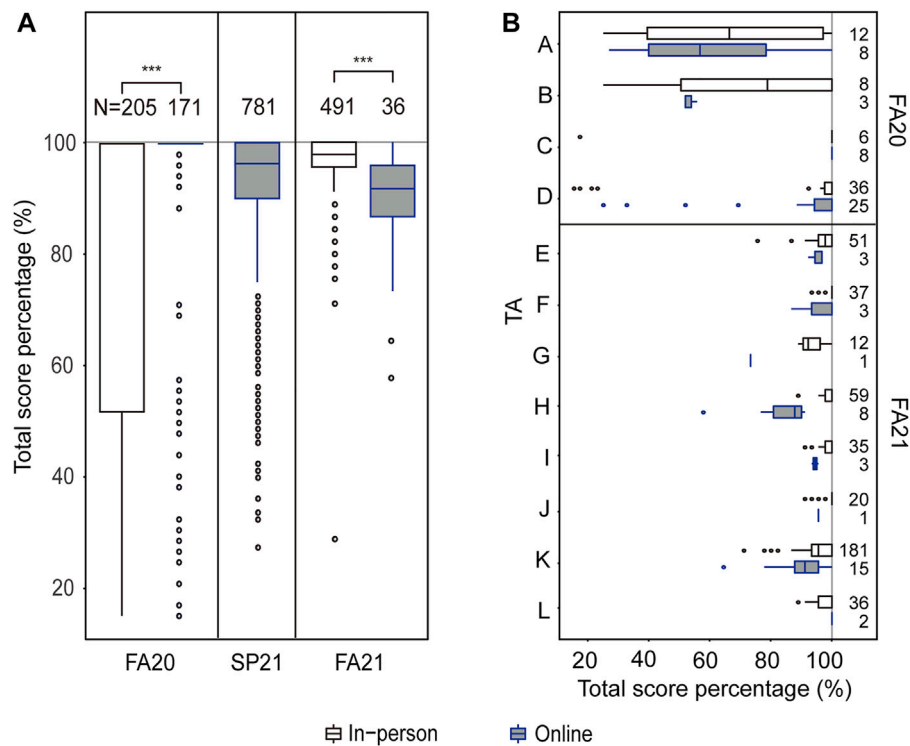 A
***
***
N=205 171 781 491 36
100
80
60
40
20
Total score percentage (%)
FA20 SP21 FA21
B
A 12
8
B 8
3
C 6
8
D 36
25
FA20
E 51
3
F 37
3
G 12
1
H 59
8
I 35
3
J 20
1
K 181
15
L 36
2
FA21
TA
20 40 60 80 100
Total score percentage (%)
In-person Online